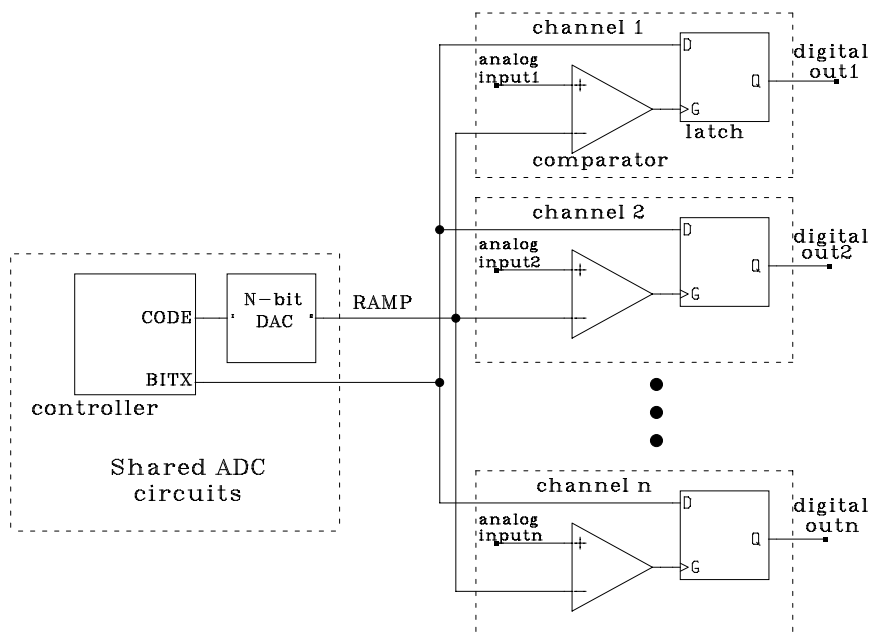 channel 1
analog
input1
+
−
D
Q
G
latch
comparator
digital
out1
channel 2
analog
input2
+
−
D
Q
G
digital
out2
CODE
BITX
controller
N-bit
DAC
RAMP
Shared ADC
circuits
channel n
analog
inputn
+
−
D
Q
G
digital
outn